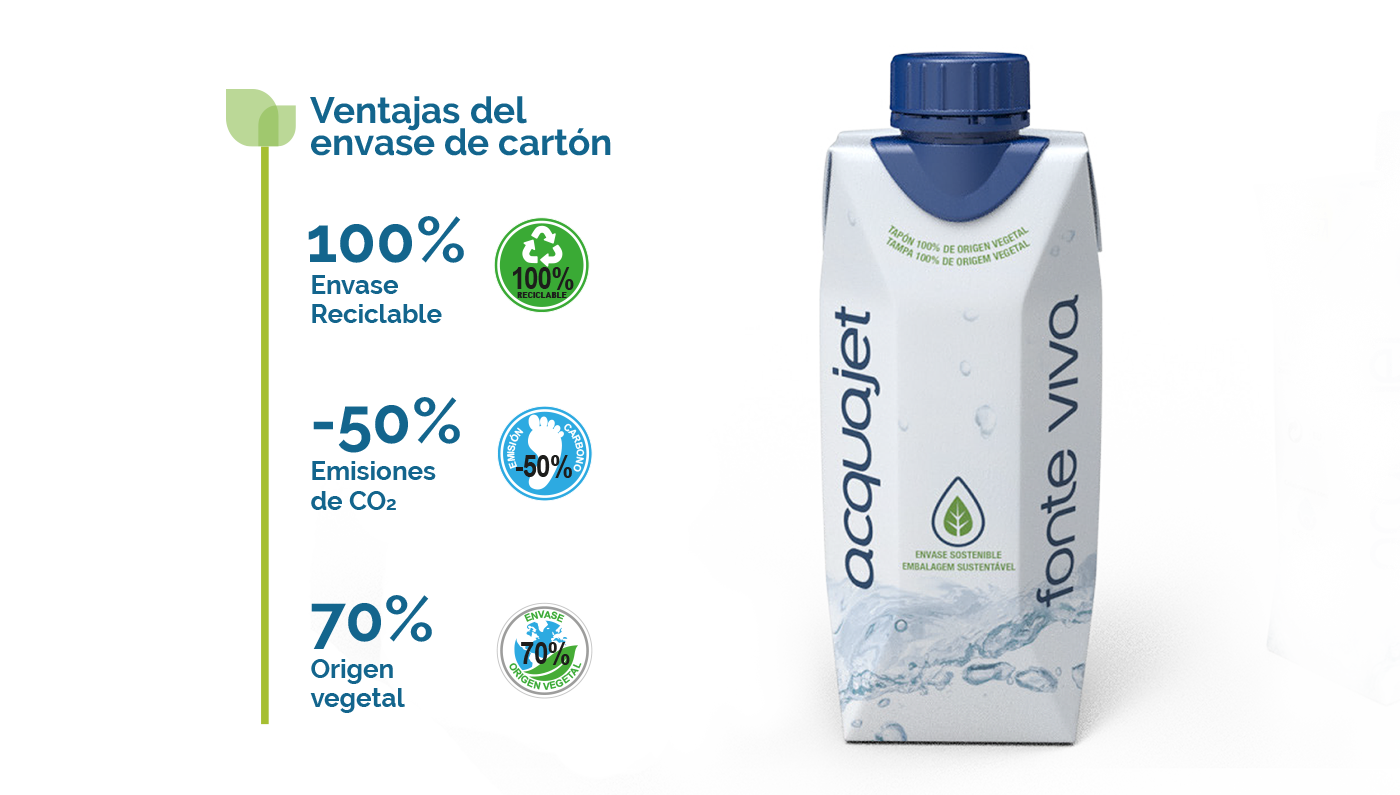 Ventajas del
envase de cartón
100%
Envase
Reciclable
100%
RECICLABLE
-50%
Emisiones
de CO₂
EMISIÓN CARBONO
-50%
70%
Origen
vegetal
ENVASE
70%
ORIGEN VEGETAL
TAPÓN 100% DE ORIGEN VEGETAL
TAMPA 100% DE ORIGEM VEGETAL
acquajet
fonte viva
ENVASE SOSTENIBLE
EMBALAGEM SUSTENTÁVEL